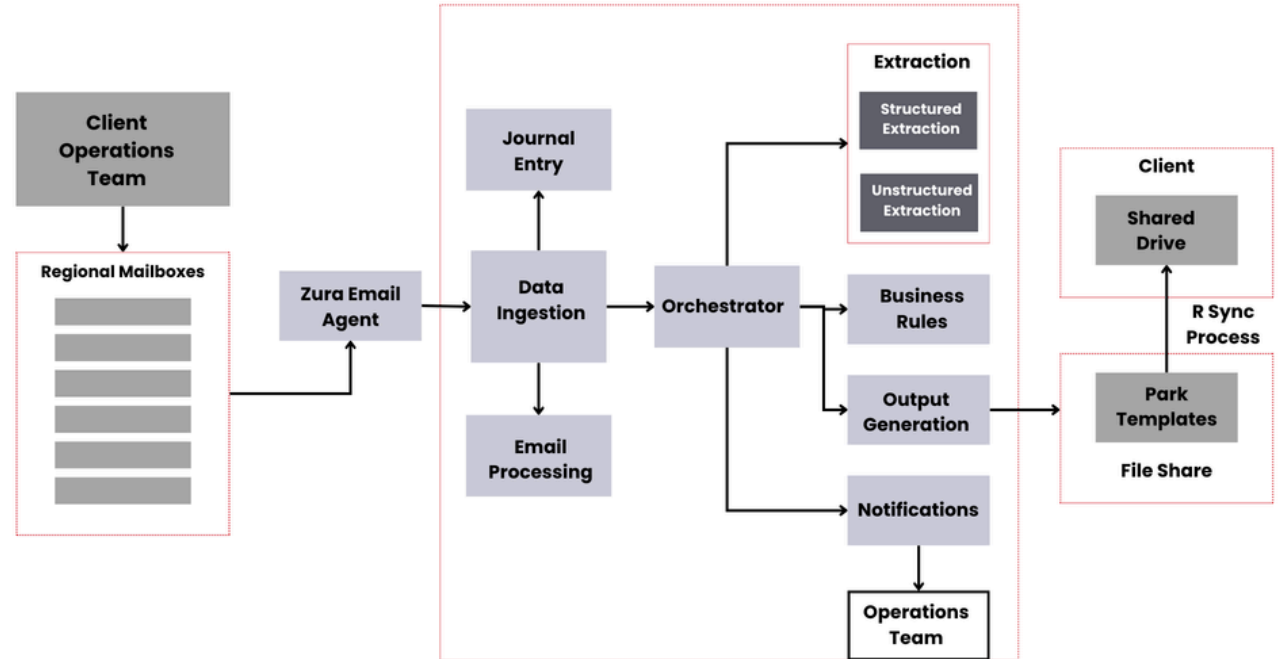 Client
Operations
Team
Regional Mailboxes
Zura Email
Agent
Journal
Entry
Data
Ingestion
Email
Processing
Orchestrator
Extraction
Structured
Extraction
Unstructured
Extraction
Business
Rules
Output
Generation
Notifications
Operations
Team
Client
Shared
Drive
R Sync
Process
Park
Templates
File Share